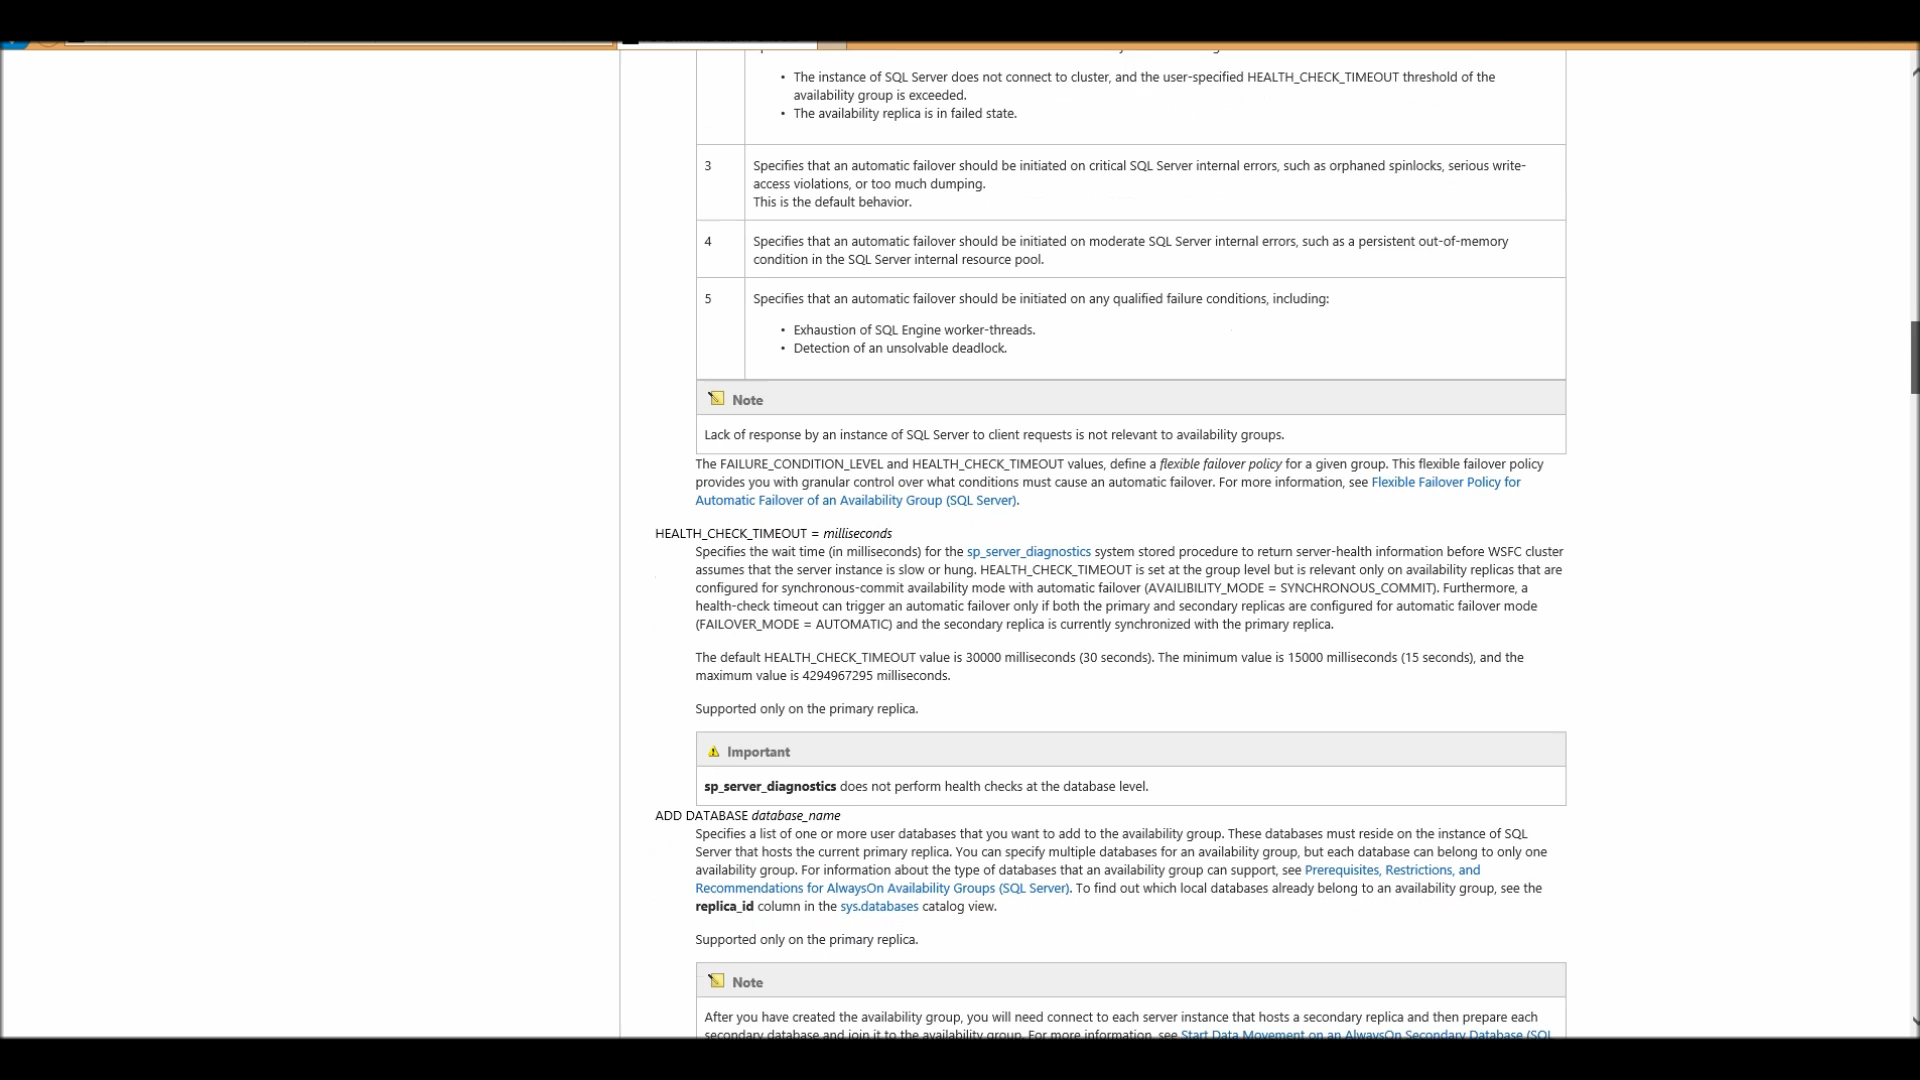 • The instance of SQL Server does not connect to cluster, and the user-specified HEALTH_CHECK_TIMEOUT threshold of the
availability group is exceeded.
• The availability replica is in failed state.
3
Specifies that an automatic failover should be initiated on critical SQL Server internal errors, such as orphaned spinlocks, serious write-
access violations, or too much dumping.
This is the default behavior.
4
Specifies that an automatic failover should be initiated on moderate SQL Server internal errors, such as a persistent out-of-memory
condition in the SQL Server internal resource pool.
5
Specifies that an automatic failover should be initiated on any qualified failure conditions, including:
• Exhaustion of SQL Engine worker-threads.
• Detection of an unsolvable deadlock.
Note
Lack of response by an instance of SQL Server to client requests is not relevant to availability groups.
The FAILURE_CONDITION_LEVEL and HEALTH_CHECK_TIMEOUT values, define a flexible failover policy for a given group. This flexible failover policy
provides you with granular control over what conditions must cause an automatic failover. For more information, see Flexible Failover Policy for
Automatic Failover of an Availability Group (SQL Server).
HEALTH_CHECK_TIMEOUT = milliseconds
Specifies the wait time (in milliseconds) for the sp_server_diagnostics system stored procedure to return server-health information before WSFC cluster
assumes that the server instance is slow or hung. HEALTH_CHECK_TIMEOUT is set at the group level but is relevant only on availability replicas that are
configured for synchronous-commit availability mode with automatic failover (AVAILIBILITY_MODE = SYNCHRONOUS_COMMIT). Furthermore, a
health-check timeout can trigger an automatic failover only if both the primary and secondary replicas are configured for automatic failover mode
(FAILOVER_MODE = AUTOMATIC) and the secondary replica is currently synchronized with the primary replica.
The default HEALTH_CHECK_TIMEOUT value is 30000 milliseconds (30 seconds). The minimum value is 15000 milliseconds (15 seconds), and the
maximum value is 4294967295 milliseconds.
Supported only on the primary replica.
Important
sp_server_diagnostics does not perform health checks at the database level.
ADD DATABASE database_name
Specifies a list of one or more user databases that you want to add to the availability group. These databases must reside on the instance of SQL
Server that hosts the current primary replica. You can specify multiple databases for an availability group, but each database can belong to only one
availability group. For information about the type of databases that an availability group can support, see Prerequisites, Restrictions, and
Recommendations for AlwaysOn Availability Groups (SQL Server). To find out which local databases already belong to an availability group, see the
replica_id column in the sys.databases catalog view.
Supported only on the primary replica.
Note
After you have created the availability group, you will need connect to each server instance that hosts a secondary replica and then prepare each
secondary database and join it to the availability group. For more information, see Start Data Movement on an AlwaysOn Secondary Database (SQL